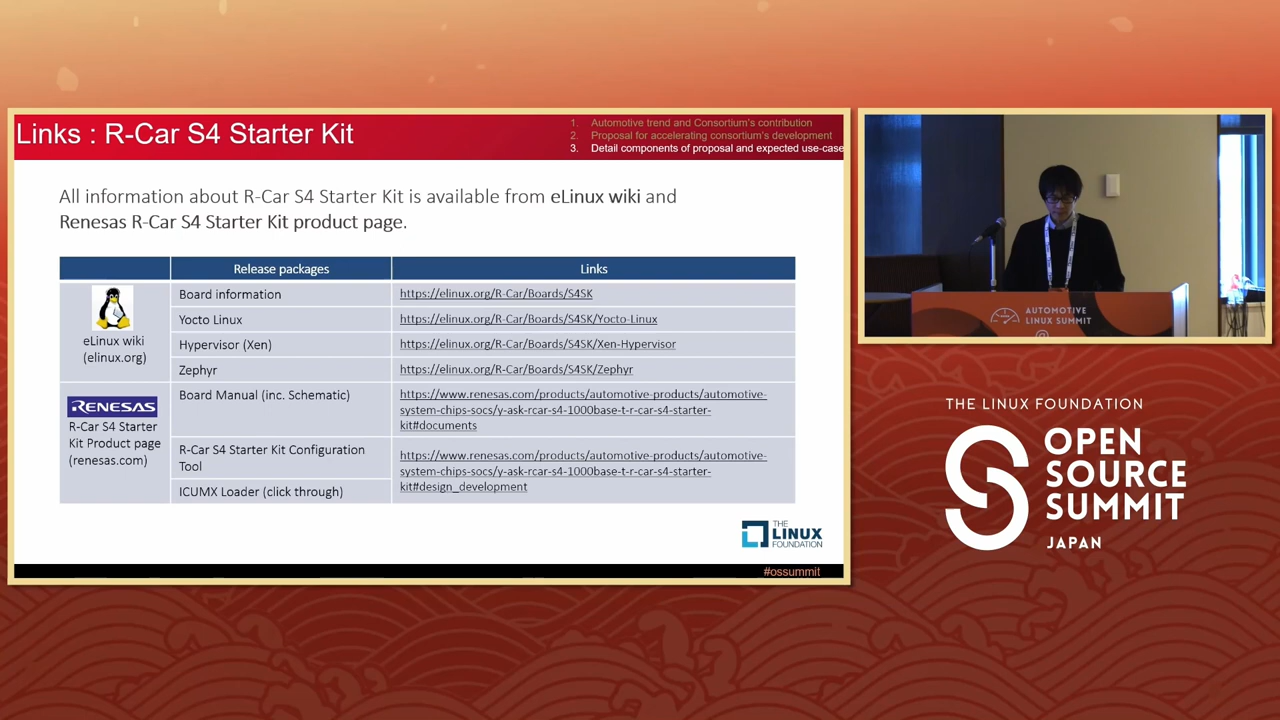 Links : R-Car S4 Starter Kit
1. Automotive trend and Consortium's contribution
2. Proposal for accelerating consortium's development
3. Detail components of proposal and expected use-case
All information about R-Car S4 Starter Kit is available from eLinux wiki and
Renesas R-Car S4 Starter Kit product page.
Release packages
Links
eLinux wiki
(elinux.org)
Board information
https://elinux.org/R-Car/Boards/S4SK
Yocto Linux
https://elinux.org/R-Car/Boards/S4SK/Yocto-Linux
Hypervisor (Xen)
https://elinux.org/R-Car/Boards/S4SK/Xen-Hypervisor
Zephyr
https://elinux.org/R-Car/Boards/S4SK/Zephyr
RENESAS
R-Car S4 Starter
Kit Product page
(renesas.com)
Board Manual (inc. Schematic)
https://www.renesas.com/products/automotive-products/automotive-
system-chips-socs/y-ask-rcar-s4-1000base-t-r-car-s4-starter-
kit#documents
R-Car S4 Starter Kit Configuration
Tool
ICUMX Loader (click through)
https://www.renesas.com/products/automotive-products/automotive-
system-chips-socs/y-ask-rcar-s4-1000base-t-r-car-s4-starter-
kit#design_development
THE
LINUX
FOUNDATION
#ossummit
AUTOMOTIVE
LINUX SUMMIT
@
THE LINUX FOUNDATION
OPEN
SOURCE
SUMMIT
JAPAN